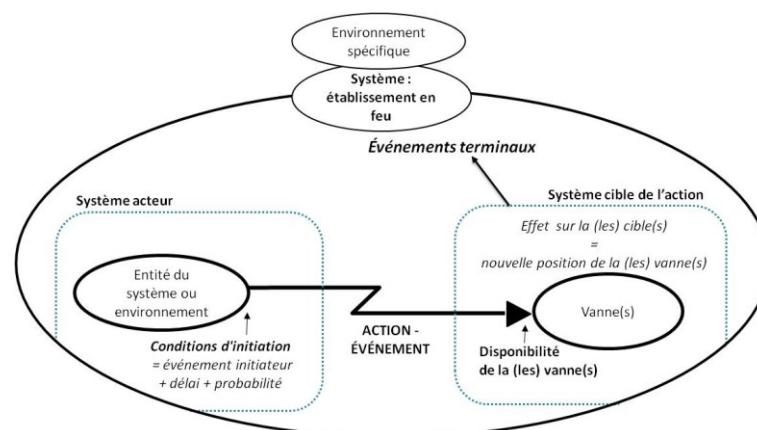 Environnement
spécifique
Système :
établissement en
feu
Événements terminaux
Système acteur
Système cible de l'action
Effet sur la (les) cible(s)
=
nouvelle position de la (les) vanne(s)
Entité du
système ou
environnement
Vanne(s)
Conditions d'initiation
= événement initiateur
+ délai + probabilité
ACTION -
ÉVÉNEMENT
Disponibilité
de la (les) vanne(s)